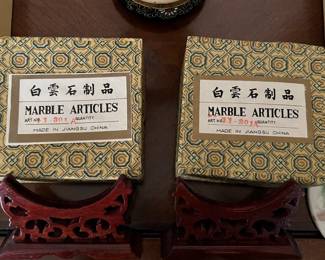 白雲石制品
MARBLE ARTICLES
ART NO. QUANTITY
MADE IN JIANGSU CHINA
白雲石制品
MARBLE ARTICLES
ART NO. QUANTITY
MADE IN JIANGSU CHINA